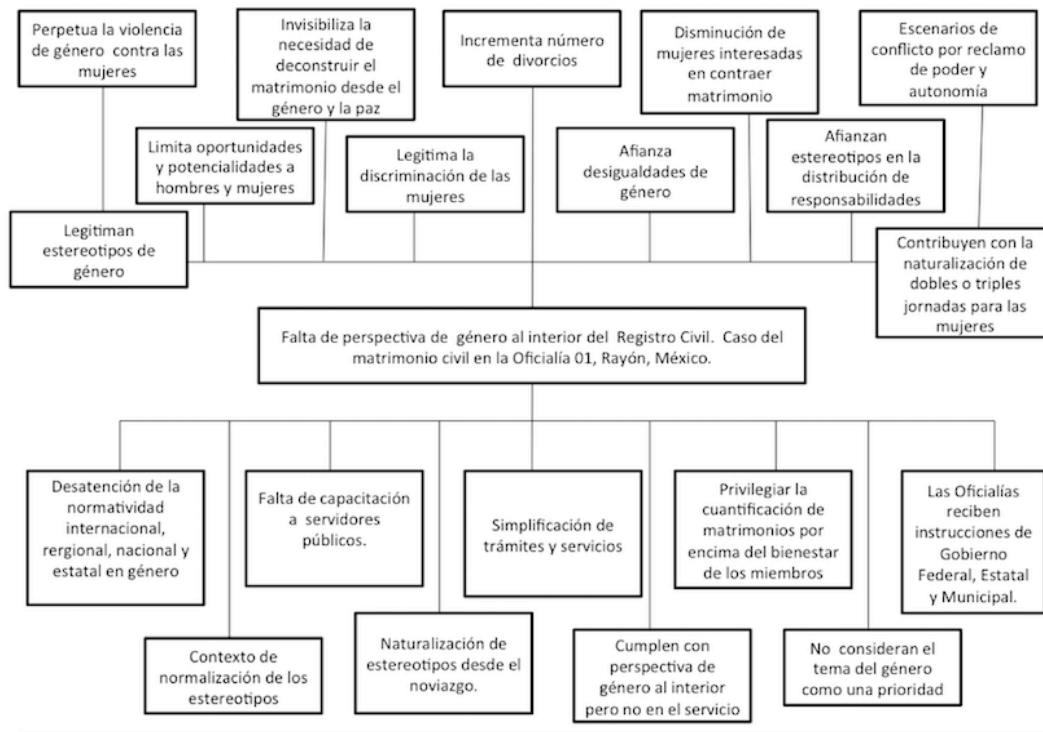 Perpetua la violencia
de género contra las
mujeres
Invisibiliza la
necesidad de
deconstruir el
matrimonio desde el
género y la paz
Incrementa número
de divorcios
Disminución de
mujeres interesadas
en contraer
matrimonio
Escenarios de
conflicto por reclamo
de poder y
autonomía
Limita oportunidades
y potencialidades a
hombres y mujeres
Legitima la
discriminación de las
mujeres
Afianza
desigualdades de
género
Afianzan
estereotipos en la
distribución de
responsabilidades
Legitiman
estereotipos de
género
Contribuyen con la
naturalización de
dobles o triples
jornadas para las
mujeres
Falta de perspectiva de género al interior del Registro Civil. Caso del
matrimonio civil en la Oficialía 01, Rayón, México.
Desatención de la
normatividad
internacional,
rergional, nacional y
estatal en género
Falta de capacitación
a servidores
públicos.
Simplificación de
trámites y servicios
Privilegiar la
cuantificación de
matrimonios por
encima del bienestar
de los miembros
Las Oficialías
reciben
instrucciones de
Gobierno
Federal, Estatal
y Municipal.
Contexto de
normalización de los
estereotipos
Naturalización de
estereotipos desde el
noviazgo.
Cumplen con
perspectiva de
género al interior
pero no en el servicio
No consideran el
tema del género
como una prioridad